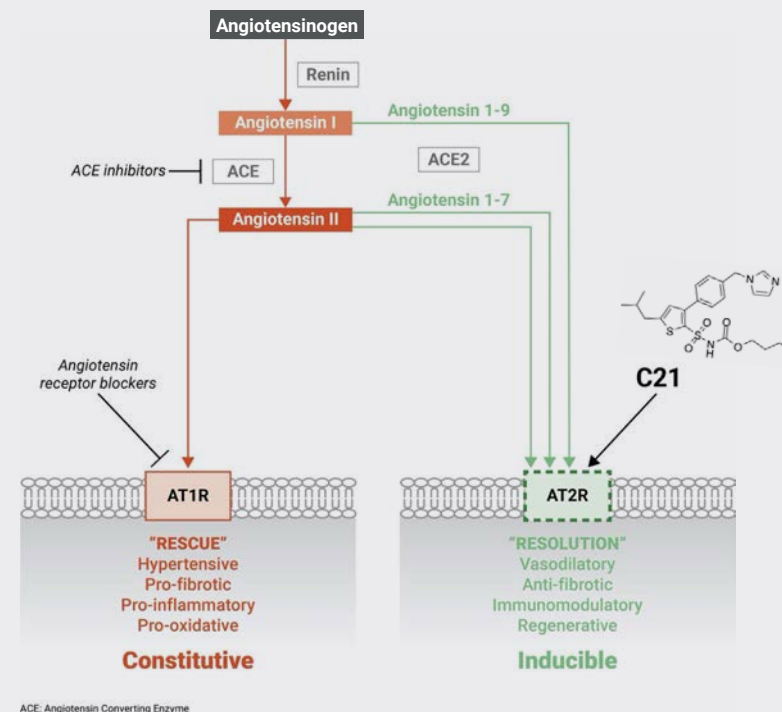 Angiotensinogen
Renin
Angiotensin 1-9
Angiotensin I
ACE inhibitors
ACE
ACE2
Angiotensin 1-7
Angiotensin II
N
N
S
O
S
O
O
N
H
O
C21
Angiotensin
receptor blockers
AT1R
AT2R
"RESCUE"
Hypertensive
Pro-fibrotic
Pro-inflammatory
Pro-oxidative
Constitutive
"RESOLUTION"
Vasodilatory
Anti-fibrotic
Immunomodulatory
Regenerative
Inducible
ACE: Angiotensin Converting Enzyme